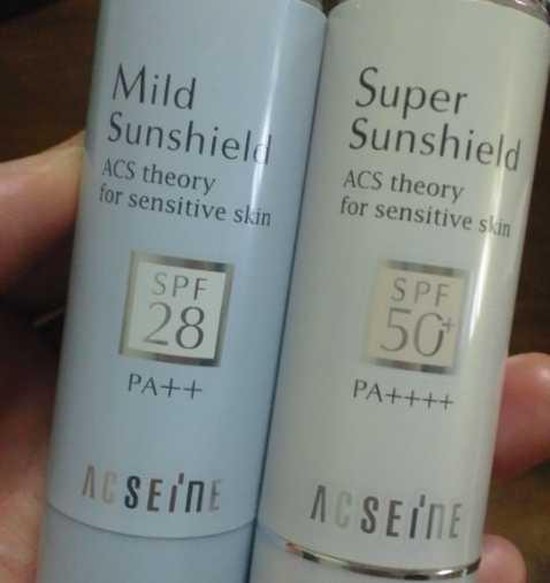 Mild
Sunshield
ACS theory
for sensitive skin
SPF
28
PA++
ACSEINE
Super
Sunshield
ACS theory
for sensitive skin
SPF
50+
PA++++
ACSEINE